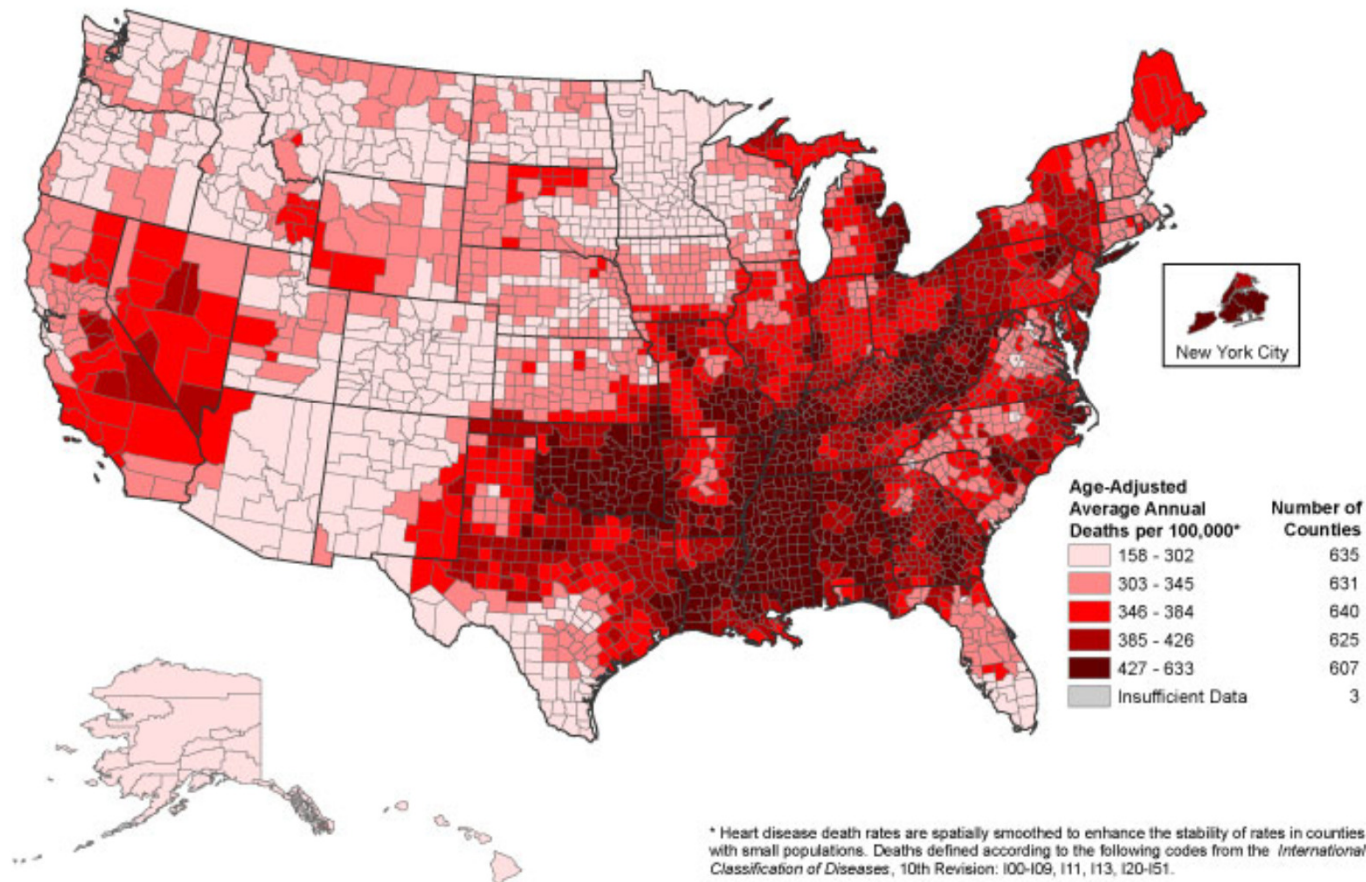 New York City
Age-Adjusted
Average Annual
Deaths per 100,000*
Number of
Counties
158 - 302 635
303 - 345 631
346 - 384 640
385 - 426 625
427 - 633 607
Insufficient Data 3
* Heart disease death rates are spatially smoothed to enhance the stability of rates in counties
with small populations. Deaths defined according to the following codes from the International
Classification of Diseases, 10th Revision: I00-I09, I11, I13, I20-I51.